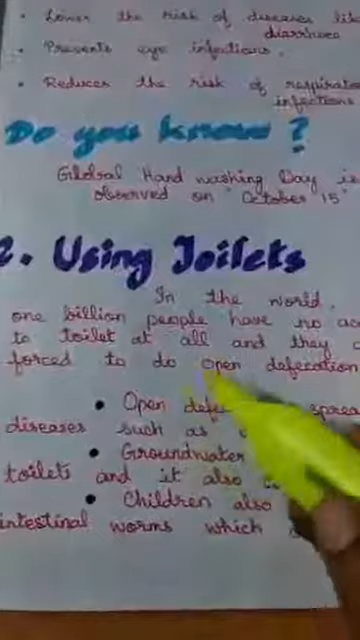 • Lower the risk of diseases like
diarrhoea
• Prevents eye infections.
• Reduces the risk of
infections
Do you know?
Glolbal Hand washing Day is
observed on "October 15"
2. Using Toilets
In the world,
one billion people have no
to toilet at all and they
forced to do open defecation
• Open spread
diseases such as
• Groundwater
toilets and it also
• Children also
intestinal worms which